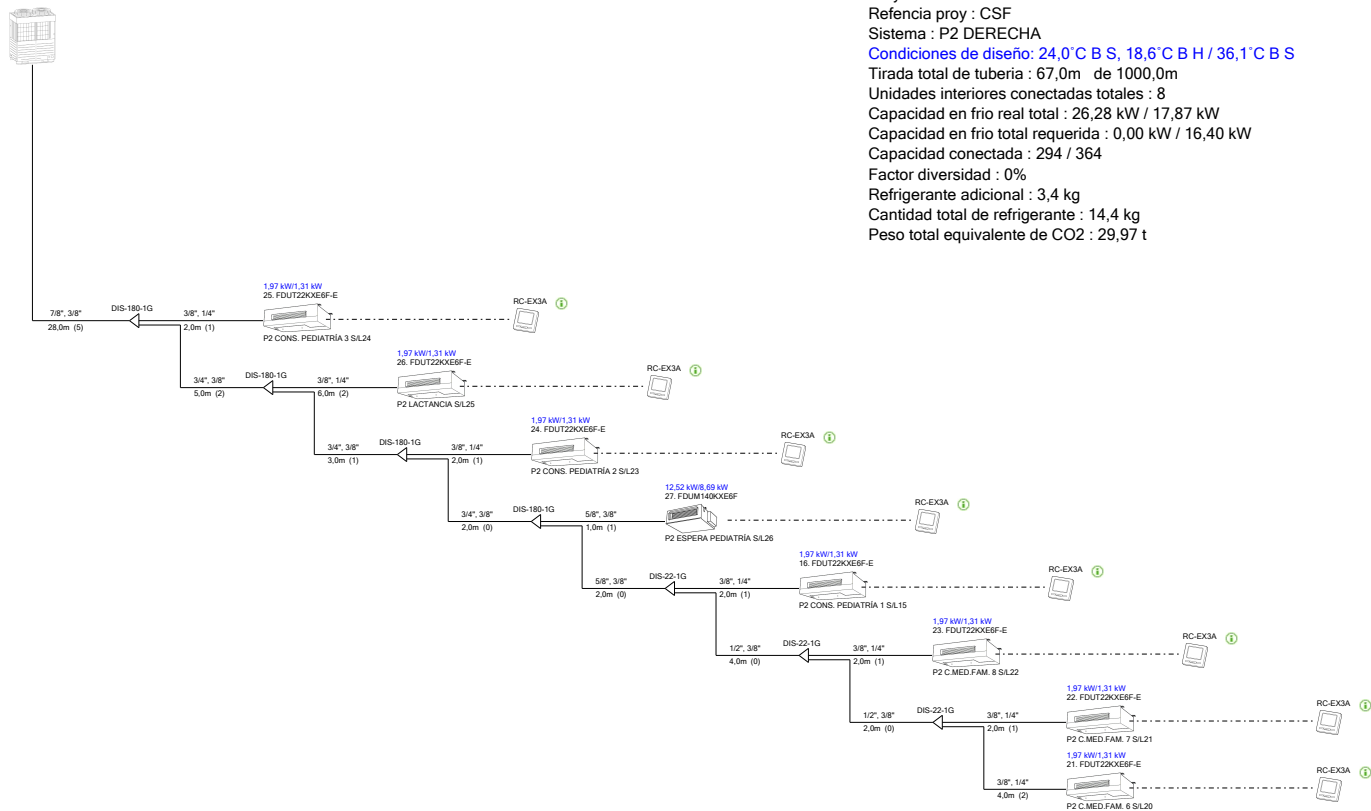 Refencia proy : CSF
Sistema : P2 DERECHA
Condiciones de diseño: 24,0°C B S, 18,6°C B H / 36,1°C B S
Tirada total de tuberia : 67,0m de 1000,0m
Unidades interiores conectadas totales : 8
Capacidad en frio real total : 26,28 kW / 17,87 kW
Capacidad en frio total requerida : 0,00 kW / 16,40 kW
Capacidad conectada : 294 / 364
Factor diversidad : 0%
Refrigerante adicional : 3,4 kg
Cantidad total de refrigerante : 14,4 kg
Peso total equivalente de CO2 : 29,97 t
1,97 kW/1,31 kW
25. FDUT22KXE6F-E
RC-EX3A
7/8", 3/8"
DIS-180-1G
3/8", 1/4"
28,0m (5)
2,0m (1)
P2 CONS. PEDIATRÍA 3 S/L24
1,97 kW/1,31 kW
26. FDUT22KXE6F-E
RC-EX3A
3/4", 3/8"
DIS-180-1G
3/8", 1/4"
5,0m (2)
6,0m (2)
P2 LACTANCIA S/L25
1,97 kW/1,31 kW
24. FDUT22KXE6F-E
RC-EX3A
3/4", 3/8"
DIS-180-1G
3/8", 1/4"
3,0m (1)
2,0m (1)
P2 CONS. PEDIATRÍA 2 S/L23
12,52 kW/8,69 kW
27. FDUM140KXE6F
RC-EX3A
3/4", 3/8"
DIS-180-1G
5/8", 3/8"
2,0m (0)
1,0m (1)
P2 ESPERA PEDIATRÍA S/L26
1,97 kW/1,31 kW
16. FDUT22KXE6F-E
RC-EX3A
5/8", 3/8"
DIS-22-1G
3/8", 1/4"
2,0m (0)
2,0m (1)
P2 CONS. PEDIATRÍA 1 S/L15
1,97 kW/1,31 kW
23. FDUT22KXE6F-E
RC-EX3A
1/2", 3/8"
DIS-22-1G
3/8", 1/4"
4,0m (0)
2,0m (1)
P2 C.MED.FAM. 8 S/L22
1,97 kW/1,31 kW
22. FDUT22KXE6F-E
RC-EX3A
1/2", 3/8"
DIS-22-1G
3/8", 1/4"
2,0m (0)
2,0m (1)
P2 C.MED.FAM. 7 S/L21
1,97 kW/1,31 kW
21. FDUT22KXE6F-E
RC-EX3A
3/8", 1/4"
4,0m (2)
P2 C.MED.FAM. 6 S/L20